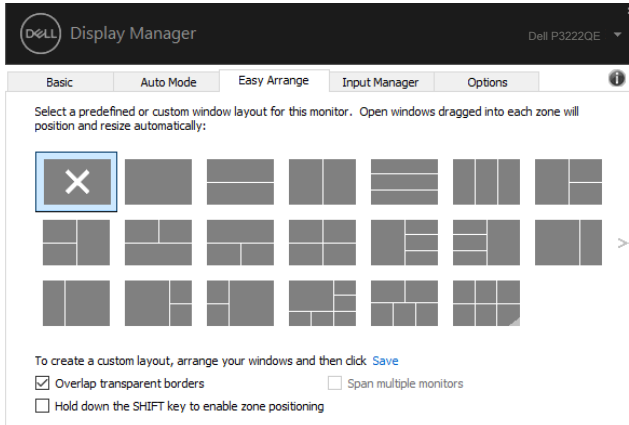 DELL Display Manager
Dell P3222QE
Basic Auto Mode Easy Arrange Input Manager Options
Select a predefined or custom window layout for this monitor. Open windows dragged into each zone will
position and resize automatically:
To create a custom layout, arrange your windows and then click Save
Overlap transparent borders
Span multiple monitors
Hold down the SHIFT key to enable zone positioning